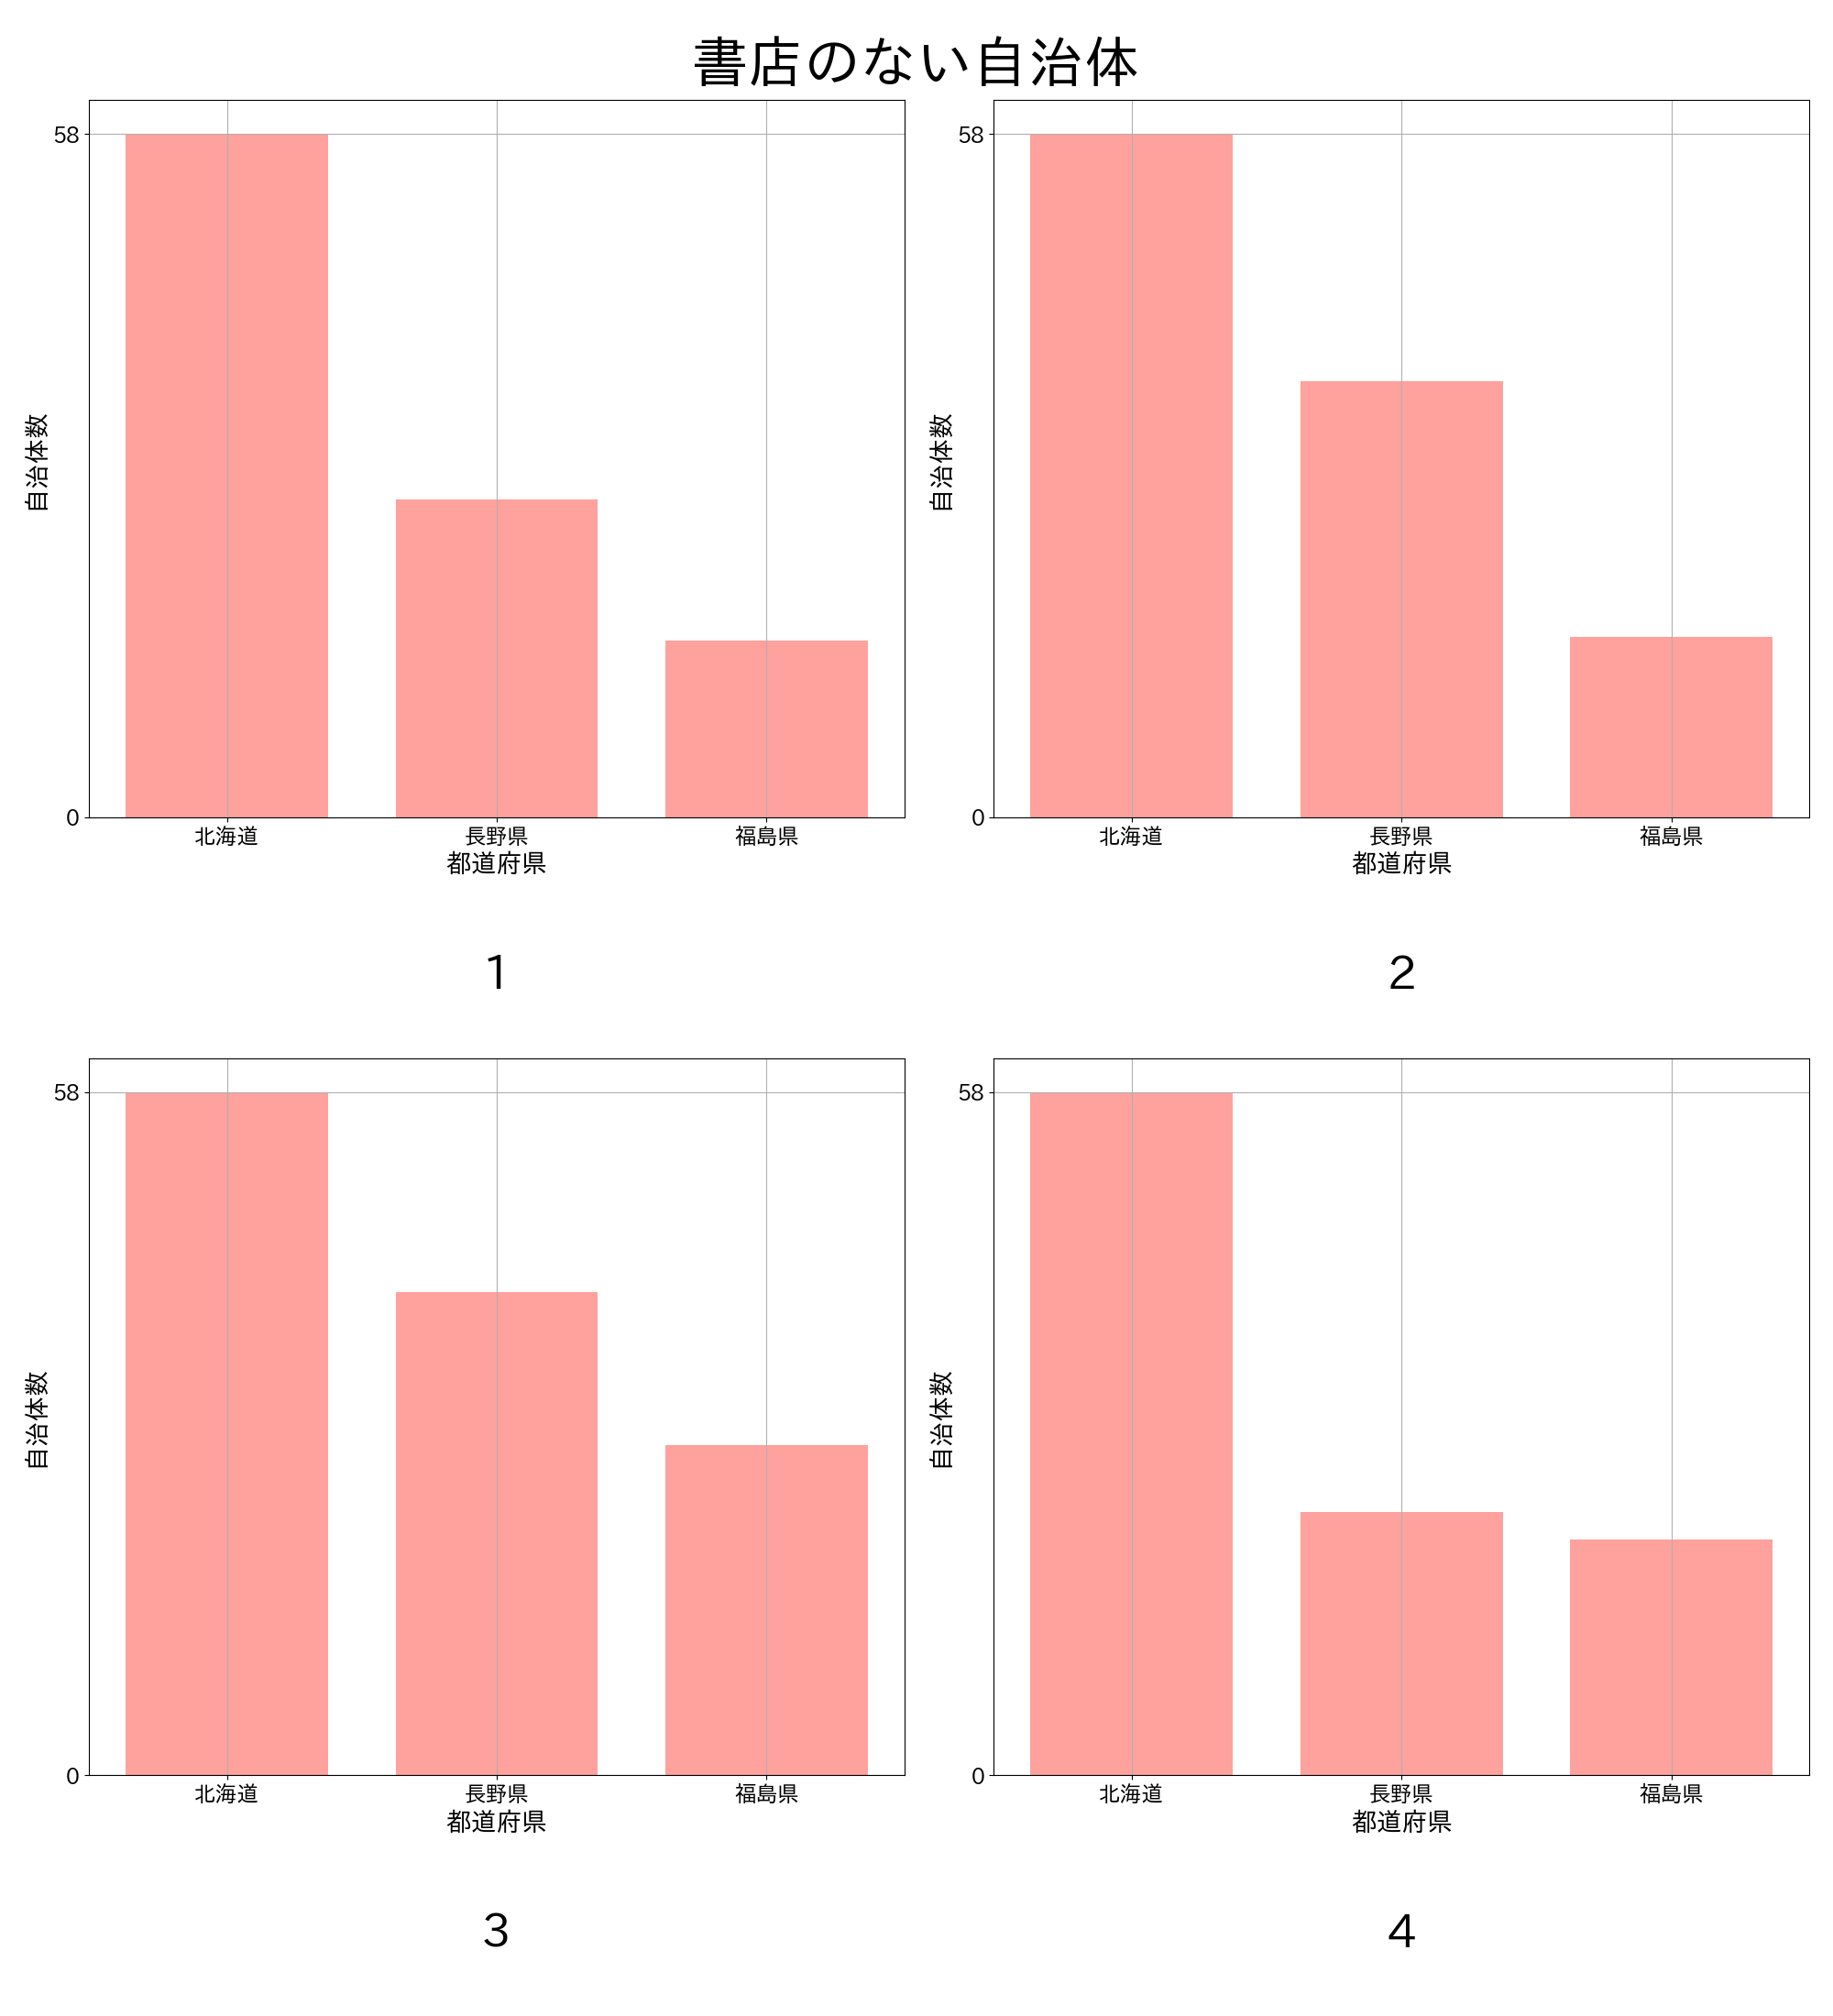 書店のない自治体
58
0
自治体数
北海道 長野県 福島県
都道府県
1
58
0
自治体数
北海道 長野県 福島県
都道府県
2
58
0
自治体数
北海道 長野県 福島県
都道府県
3
58
0
自治体数
北海道 長野県 福島県
都道府県
4